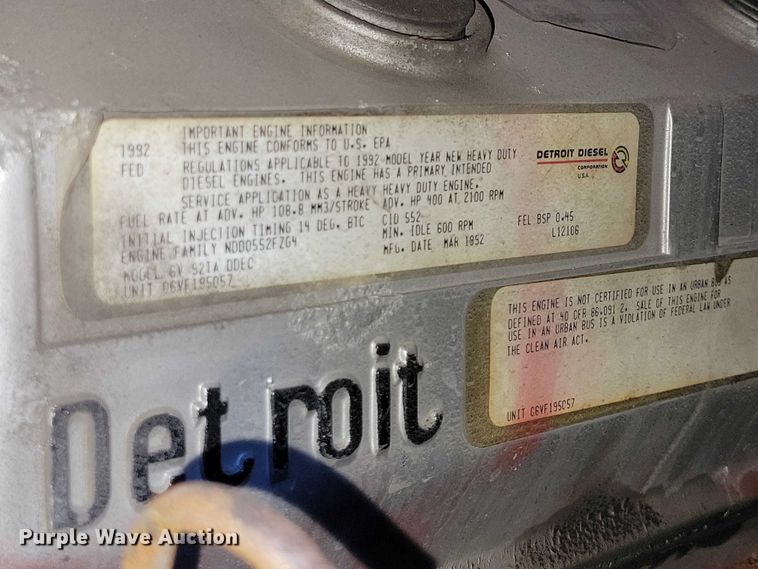 IMPORTANT ENGINE INFORMATION
1992 THIS ENGINE CONFORMS TO U.S. EPA
FED REGULATIONS APPLICABLE TO 1992 MODEL YEAR NEW HEAVY DUTY
DIESEL ENGINES. THIS ENGINE HAS A PRIMARY INTENDED
SERVICE APPLICATION AS A HEAVY HEAVY DUTY ENGINE.
FUEL RATE AT ADV. HP 108.8 MM3/STROKE ADV. HP 400 AT 2100 RPM
INITIAL INJECTION TIMING 14 DEG. BTC CID 552 FEL BSP 0.45
ENGINE FAMILY NDD0552FZG4 MIN. IDLE 600 RPM L12106
MODEL 6V 92TA DDEC MFG. DATE MAR 1992
UNIT 06VF195057
DETROIT DIESEL
CORPORATION
U.S.A.
THIS ENGINE IS NOT CERTIFIED FOR USE IN AN URBAN BUS AS
DEFINED AT 40 CFR 86.091 2. SALE OF THIS ENGINE FOR
USE IN AN URBAN BUS IS A VIOLATION OF FEDERAL LAW UNDER
THE CLEAN AIR ACT.
UNIT 06VF195057
Detroit
Purple Wave Auction